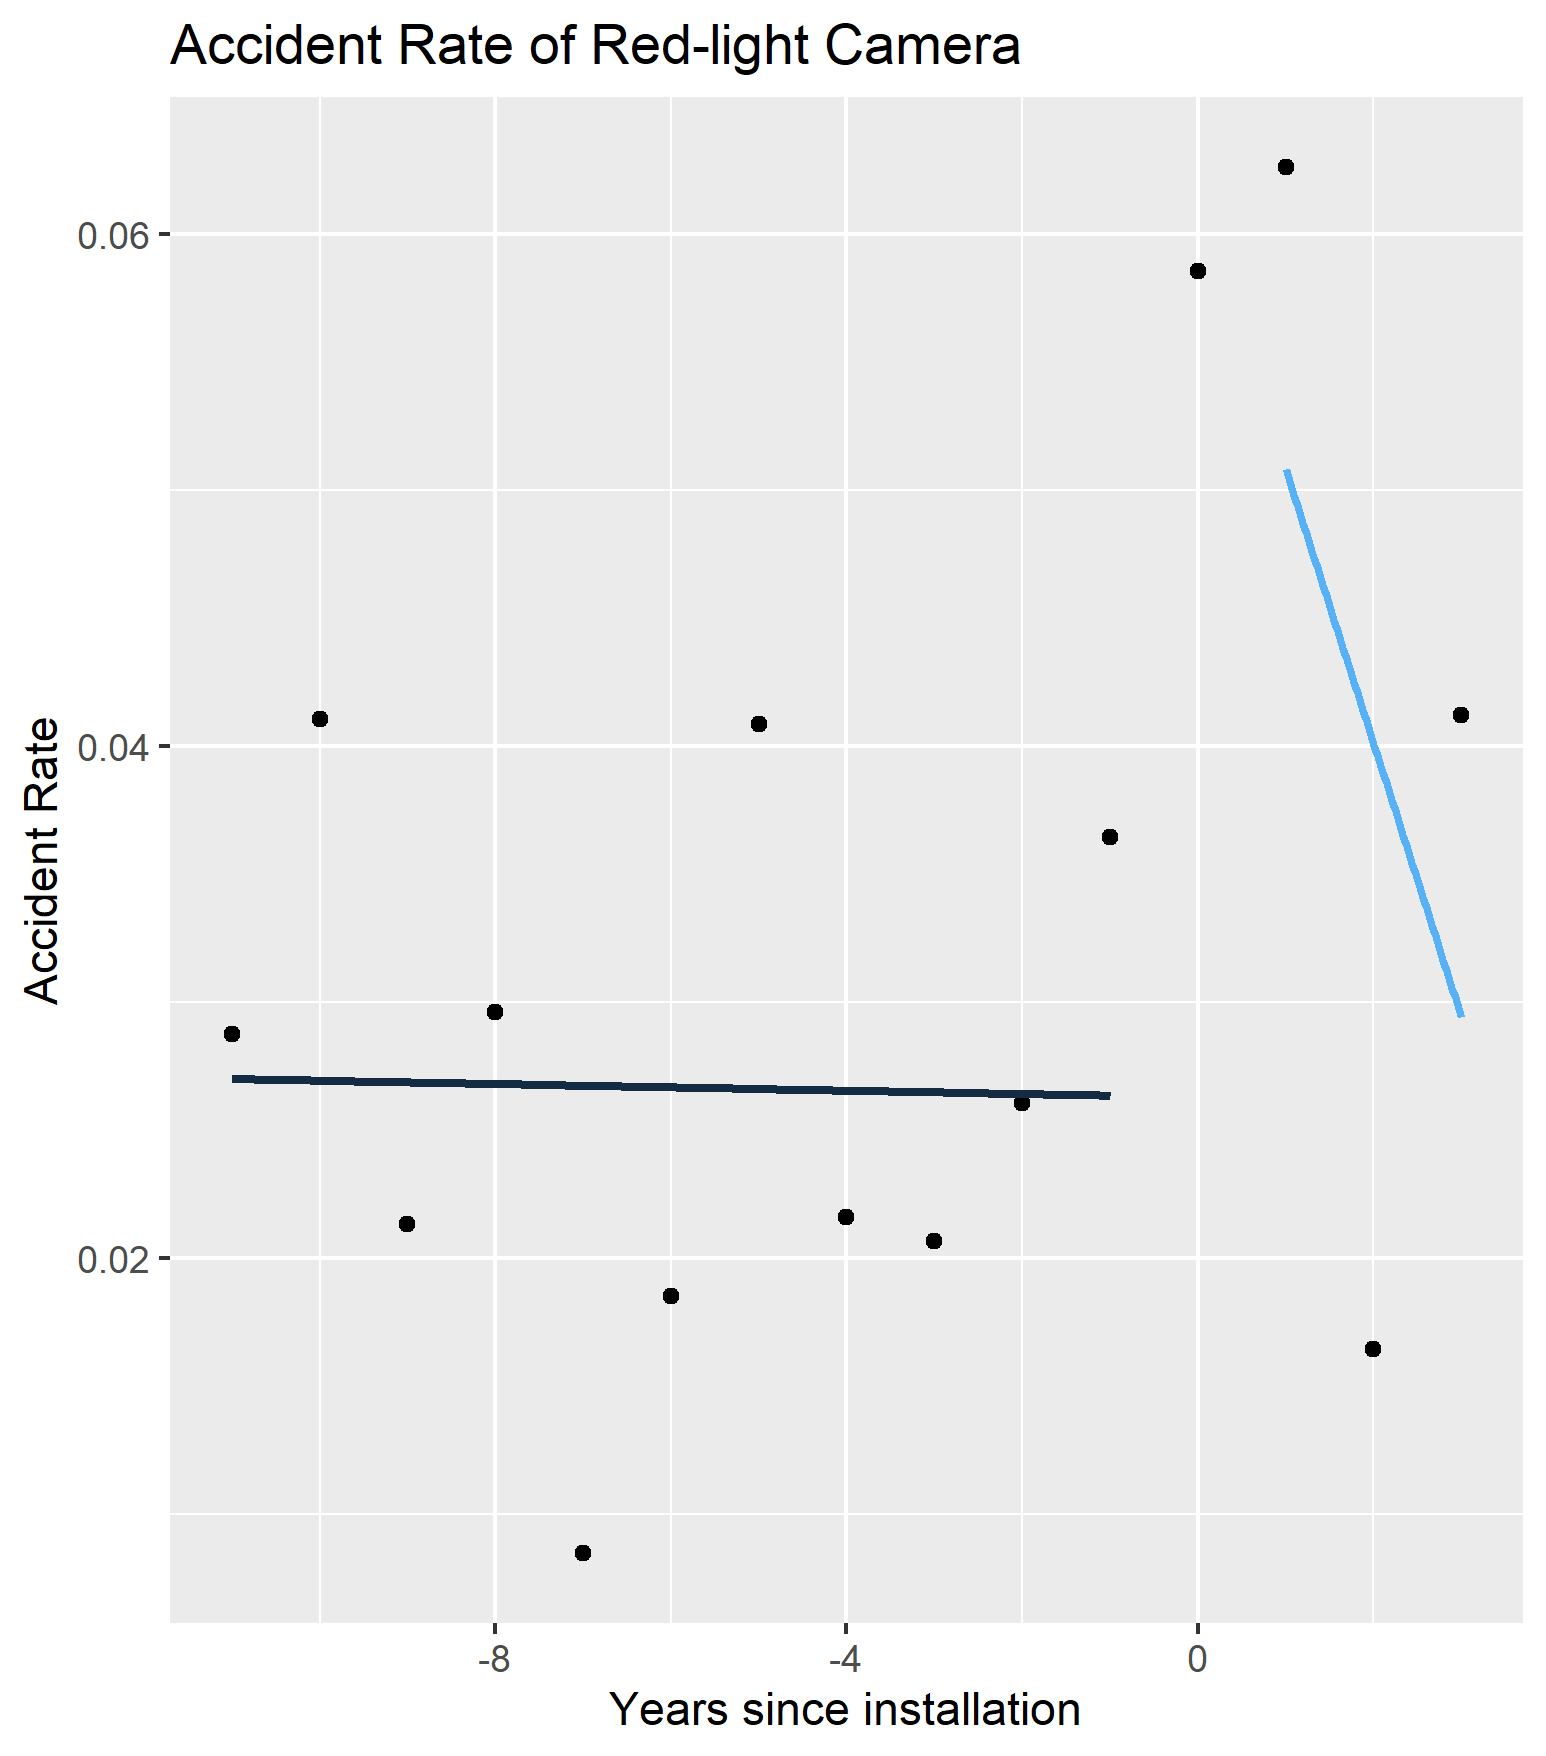 Accident Rate of Red-light Camera
Accident Rate
0.06
0.04
0.02
-8
-4
0
Years since installation